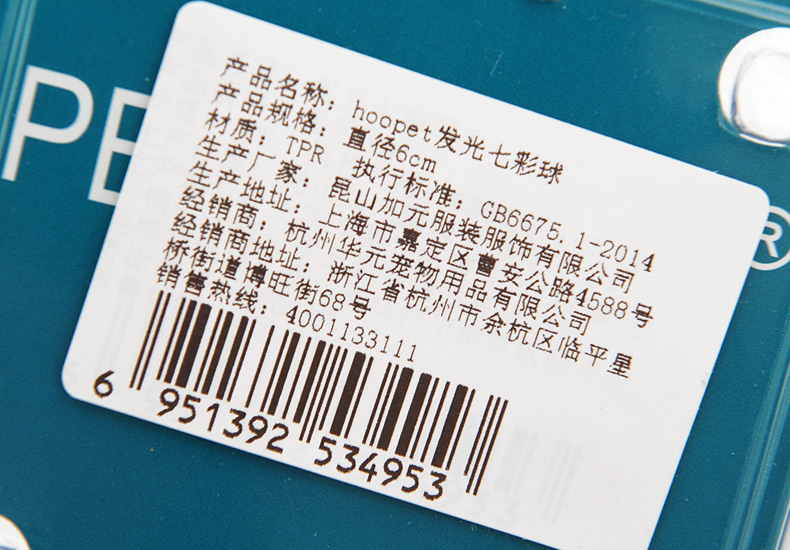 产品名称：hoopet发光七彩球
产品规格：直径6cm
材质：TPR 执行标准：GB6675.1-2014
生产厂家：昆山加元服装服饰有限公司
生产地址：上海市嘉定区曹安公路4588号
经销商：杭州华元宠物用品有限公司
经销商地址：浙江省杭州市余杭区临平星
桥街道博旺街68号
销售热线：4001133111
6 951392 534953
PE
®